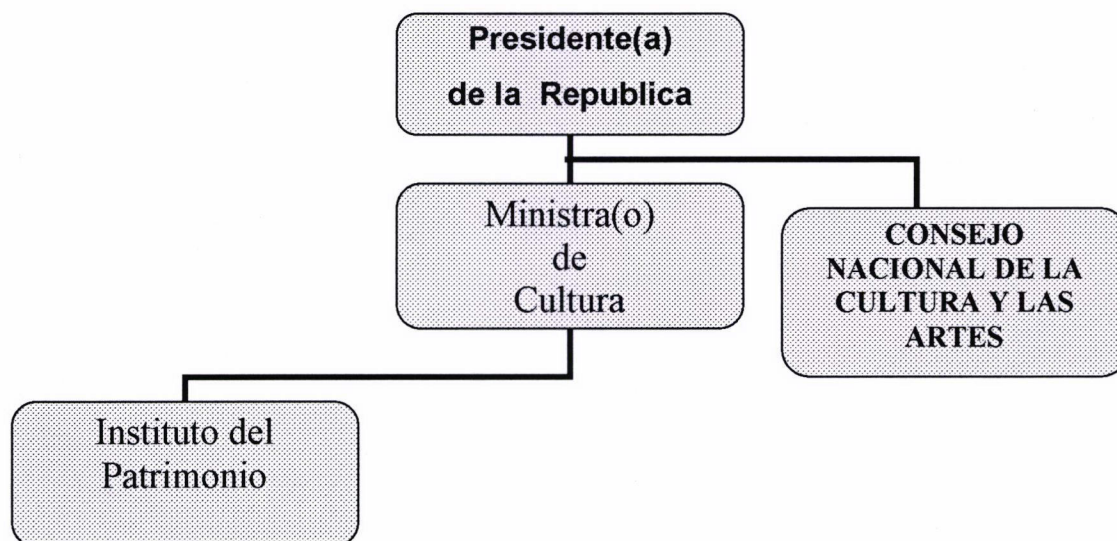 Presidente(a)
de la Republica
Ministra(o)
de
Cultura
CONSEJO
NACIONAL DE LA
CULTURA Y LAS
ARTES
Instituto del
Patrimonio